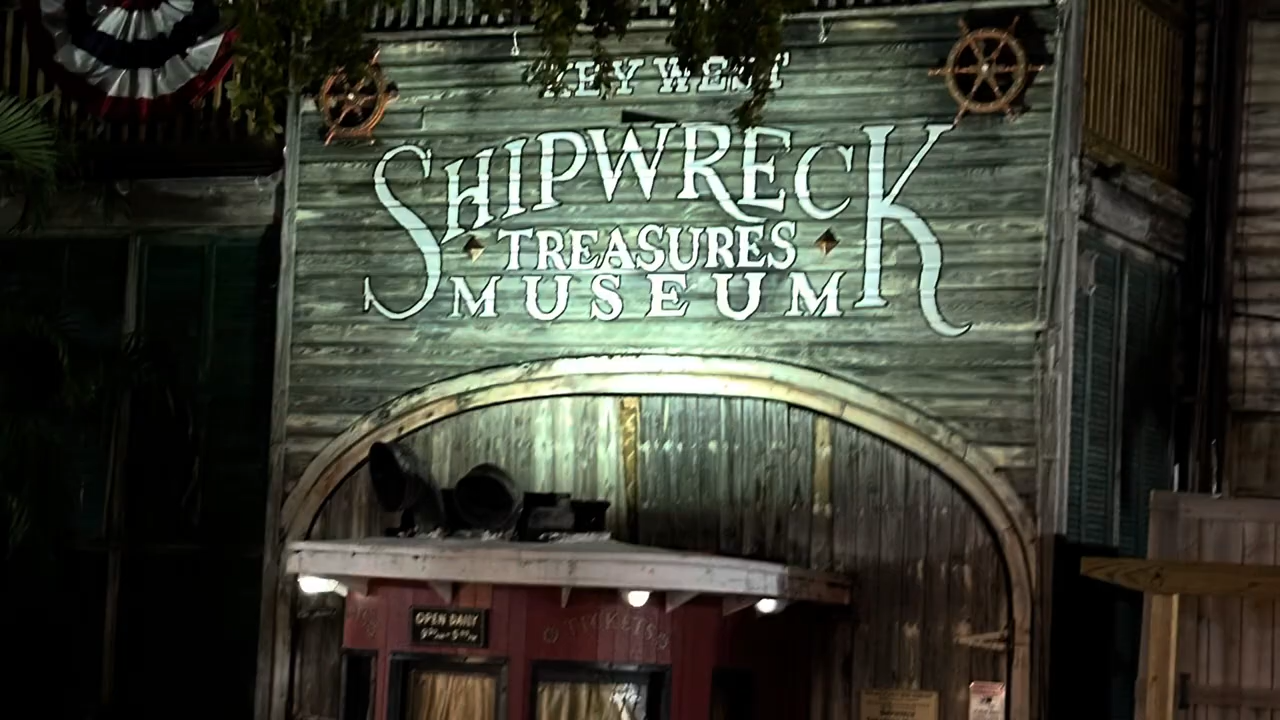 KEY WEST
SHIPWRECK
TREASURES
MUSEUM
OPEN DAILY
TICKETS